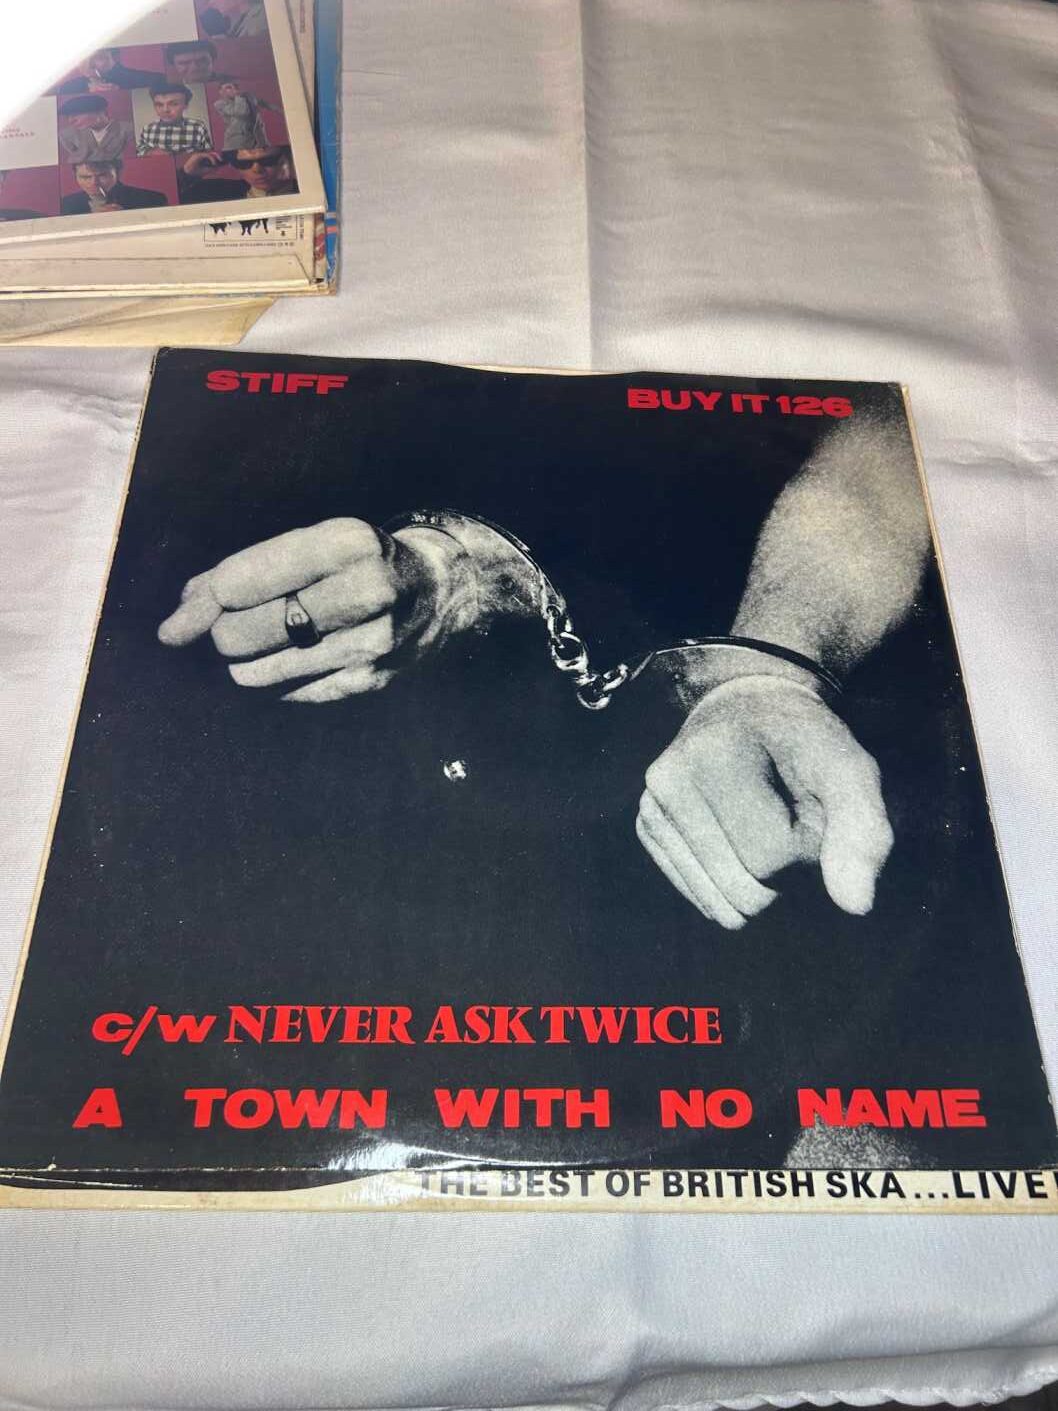 STIFF
BUY IT 126
c/w NEVER ASK TWICE
A TOWN WITH NO NAME
THE BEST OF BRITISH SKA...LIVE!